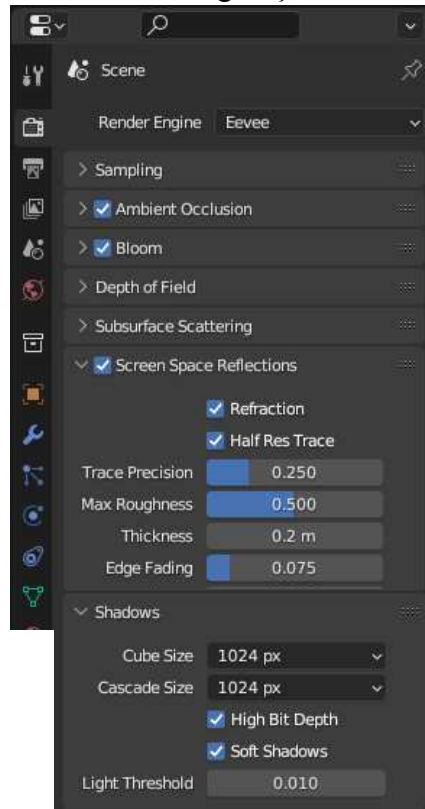 Scene
Render Engine Eevee
Sampling
Ambient Occlusion
Bloom
Depth of Field
Subsurface Scattering
Screen Space Reflections
Refraction
Half Res Trace
Trace Precision 0.250
Max Roughness 0.500
Thickness 0.2 m
Edge Fading 0.075
Shadows
Cube Size 1024 px
Cascade Size 1024 px
High Bit Depth
Soft Shadows
Light Threshold 0.010